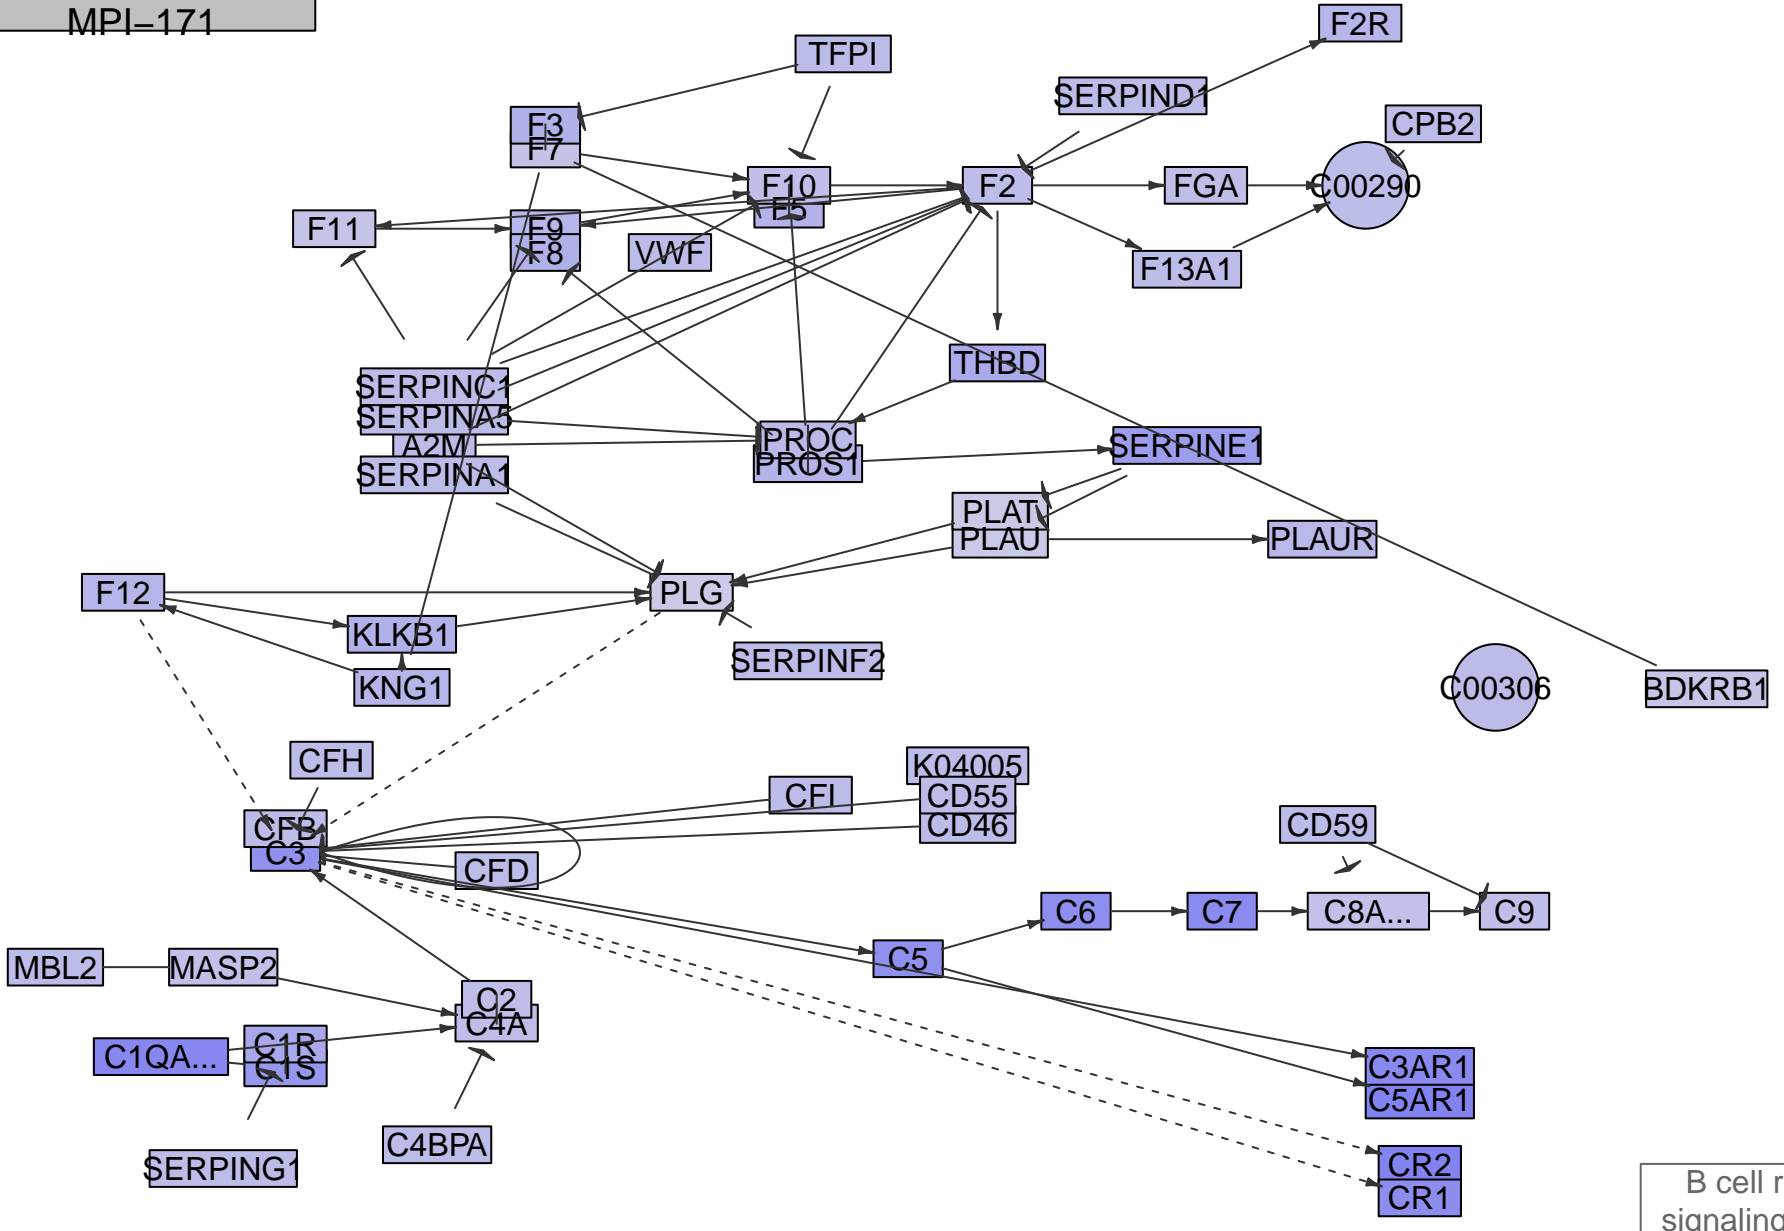 MPI–171
F2R
TFPI
SERPIND1
CPB2
F3
F7
F10
F5
F2
FGA
C00290
F11
F9
F8
VWF
F13A1
THBD
SERPINC1
SERPINA5
A2M
SERPINA1
PROC
PROS1
SERPINE1
PLAT
PLAU
PLAUR
F12
PLG
KLKB1
SERPINF2
KNG1
C00306
BDKRB1
CFH
K04005
CFI
CD55
CD46
CFB
C3
CD59
CFD
C6
C7
C8A...
C9
C5
MBL2
MASP2
C2
C4A
C1QA...
C1R
C1S
C3AR1
C5AR1
C4BPA
SERPING1
CR2
CR1
B cell r
signaling